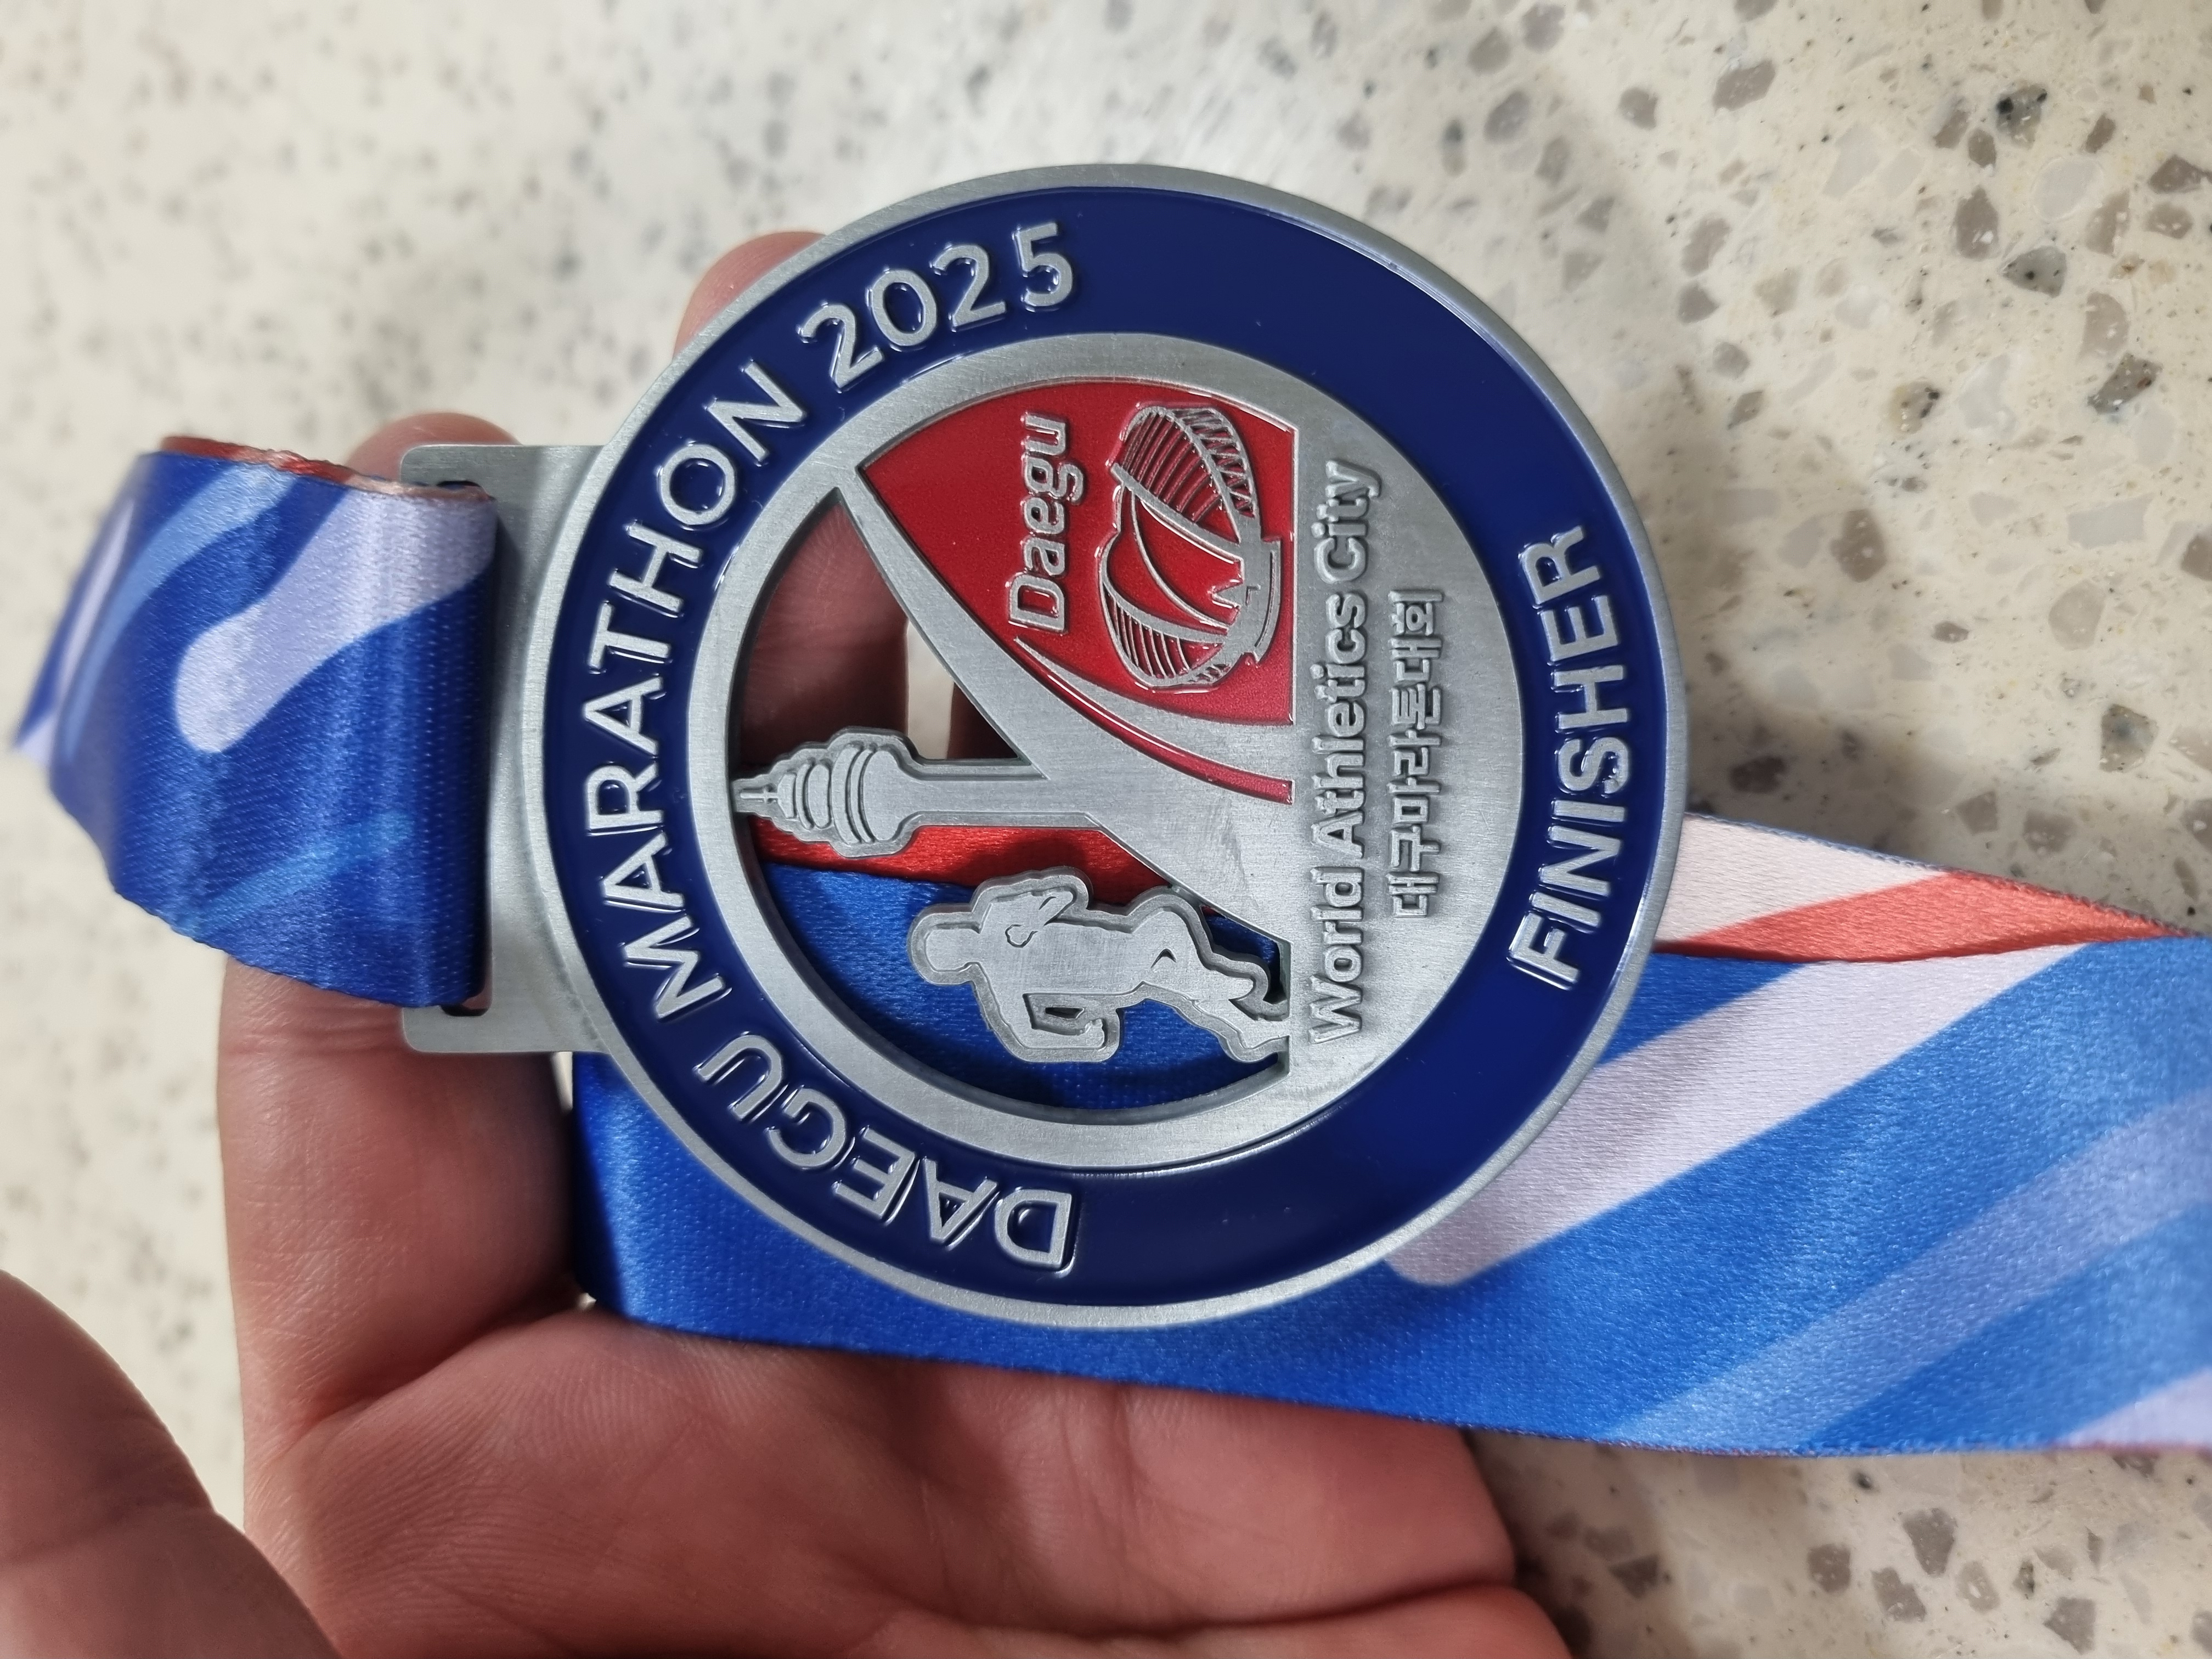 DAEGU MARATHON 2025
Daegu
World Athletics City
대구마라톤대회
FINISHER